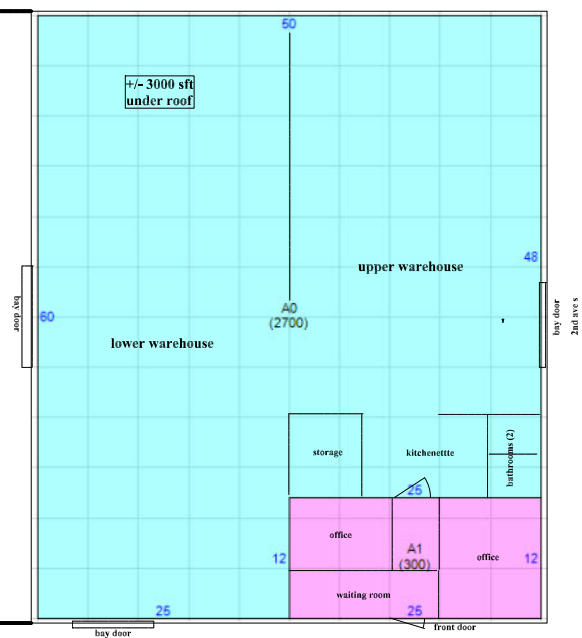 50
+/- 3000 sft
under roof
48
upper warehouse
bay door
60
A0
(2700)
bay door
2nd ave s
'
lower warehouse
storage
kitchenettte
bathrooms (2)
25
office
A1
(300)
12
office
12
waiting room
25
25
front door
bay door